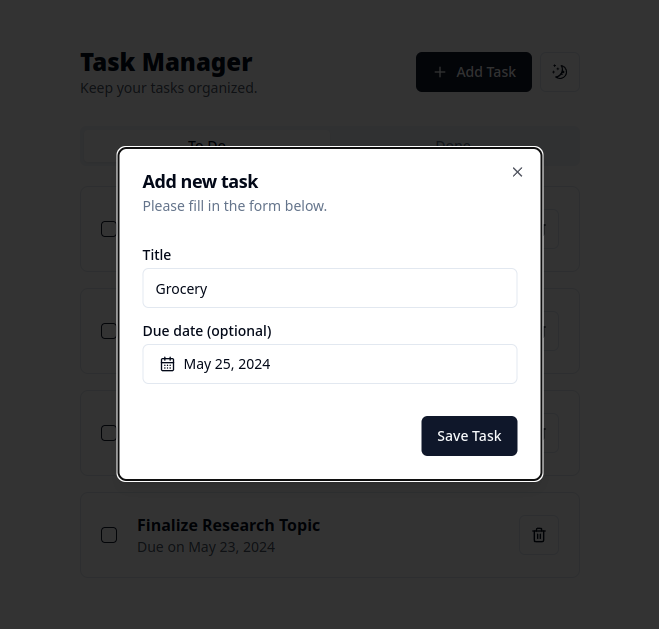 Task Manager
Add Task
Keep your tasks organized.
To Do
Done
Add new task
Please fill in the form below.
Title
Grocery
Due date (optional)
May 25, 2024
Save Task
Finalize Research Topic
Due on May 23, 2024